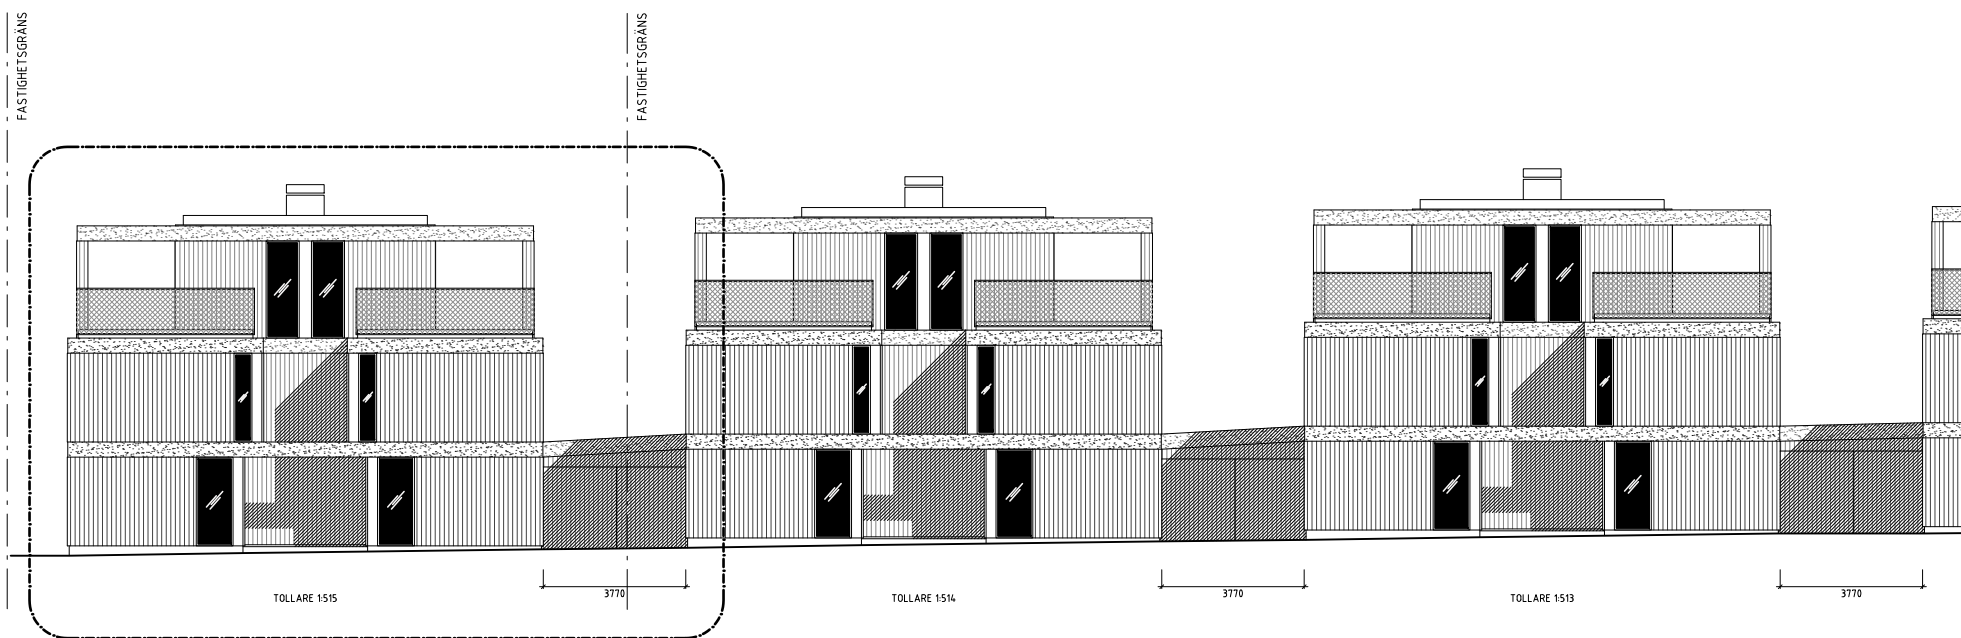 FASTIGHETSGRÄNS
FASTIGHETSGRÄNS
TOLLARE 1:515
3770
TOLLARE 1:514
3770
TOLLARE 1:513
3770